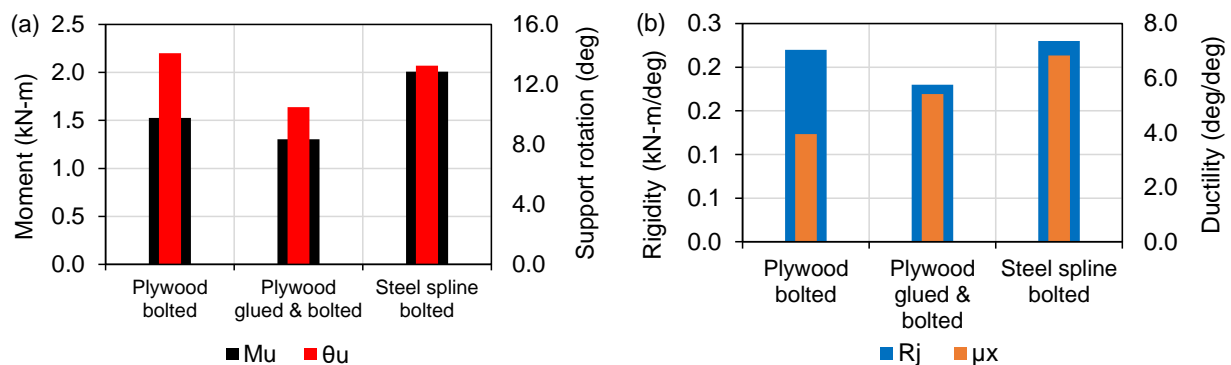 (a)
Moment (kN-m)
2.5
2.0
1.5
1.0
0.5
0.0
16.0
12.0
8.0
4.0
0.0
Support rotation (deg)
Plywood
bolted
Plywood
glued & bolted
Steel spline
bolted
Mu
θu
(b)
Rigidity (kN-m/deg)
0.3
0.2
0.2
0.1
0.1
0.0
8.0
6.0
4.0
2.0
0.0
Ductility (deg/deg)
Plywood
bolted
Plywood
glued &
bolted
Steel spline
bolted
Rj
μx